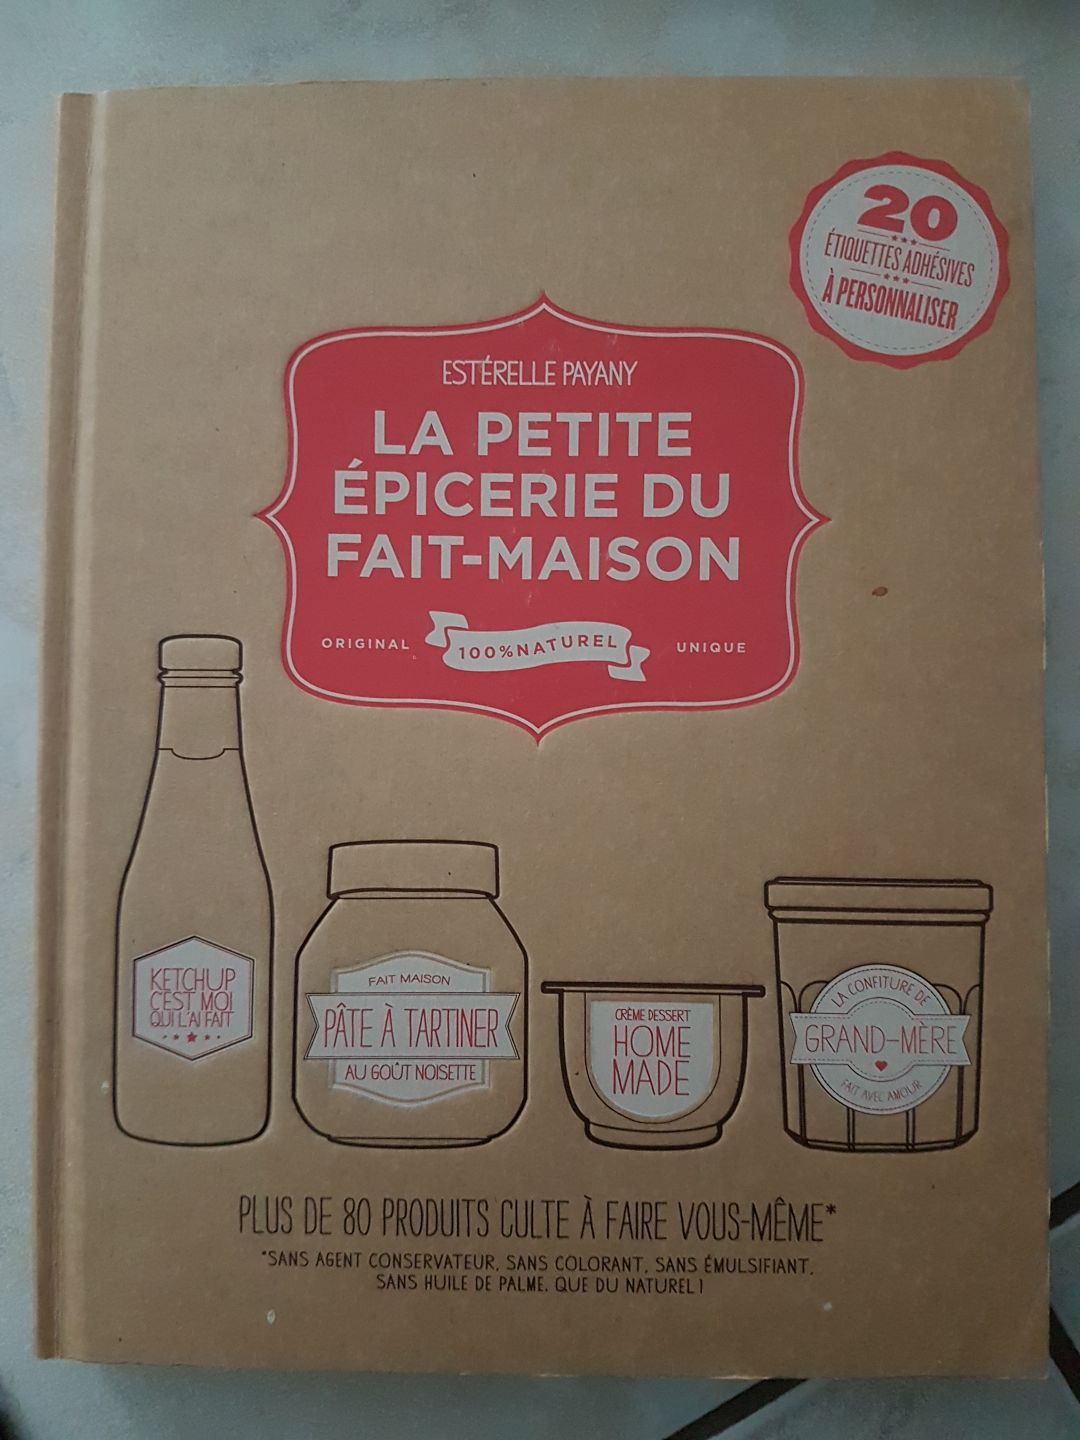 20
ÉTIQUETTES ADHÉSIVES
À PERSONNALISER
ESTÉRELLE PAYANY
LA PETITE
ÉPICERIE DU
FAIT-MAISON
ORIGINAL 100%NATUREL UNIQUE
KETCHUP
C'EST MOI
QUI L'AI FAIT
FAIT MAISON
PÂTE À TARTINER
AU GOÛT NOISETTE
CRÈME DESSERT
HOME
MADE
LA CONFITURE DE
GRAND-MÈRE
FAIT AVEC AMOUR
PLUS DE 80 PRODUITS CULTE À FAIRE VOUS-MÊME*
*SANS AGENT CONSERVATEUR, SANS COLORANT, SANS ÉMULSIFIANT,
SANS HUILE DE PALME. QUE DU NATUREL !